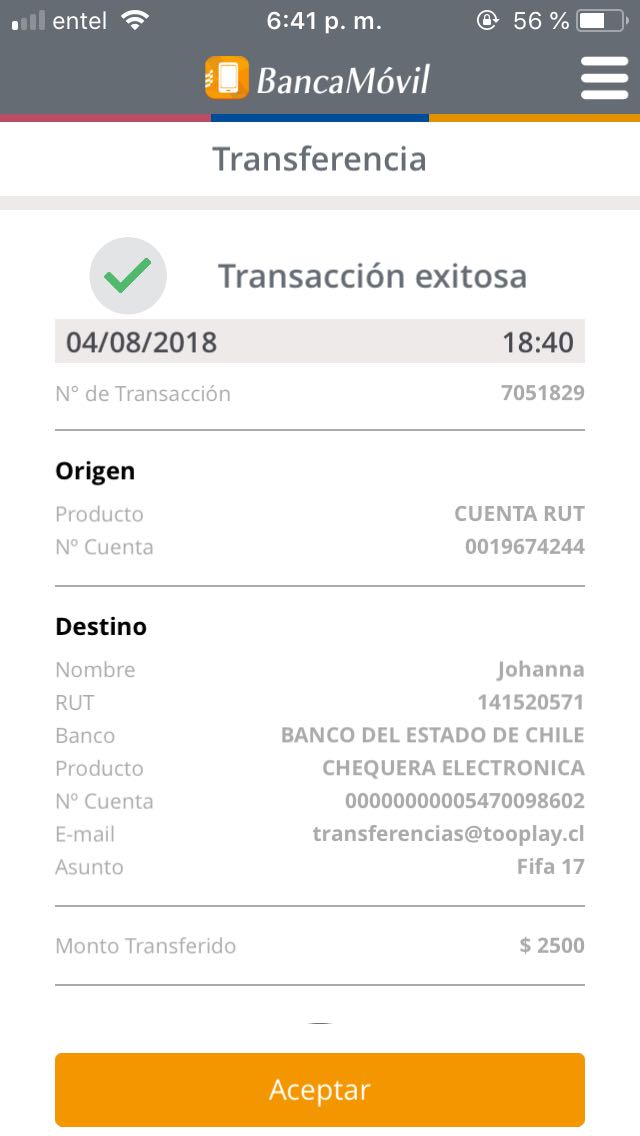 entel 6:41 p. m. 56 %
BancaMóvil
Transferencia
Transacción exitosa
04/08/2018 18:40
N° de Transacción 7051829
Origen
Producto CUENTA RUT
Nº Cuenta 0019674244
Destino
Nombre Johanna
RUT 141520571
Banco BANCO DEL ESTADO DE CHILE
Producto CHEQUERA ELECTRONICA
Nº Cuenta 00000000005470098602
E-mail transferencias@tooplay.cl
Asunto Fifa 17
Monto Transferido $ 2500
Aceptar